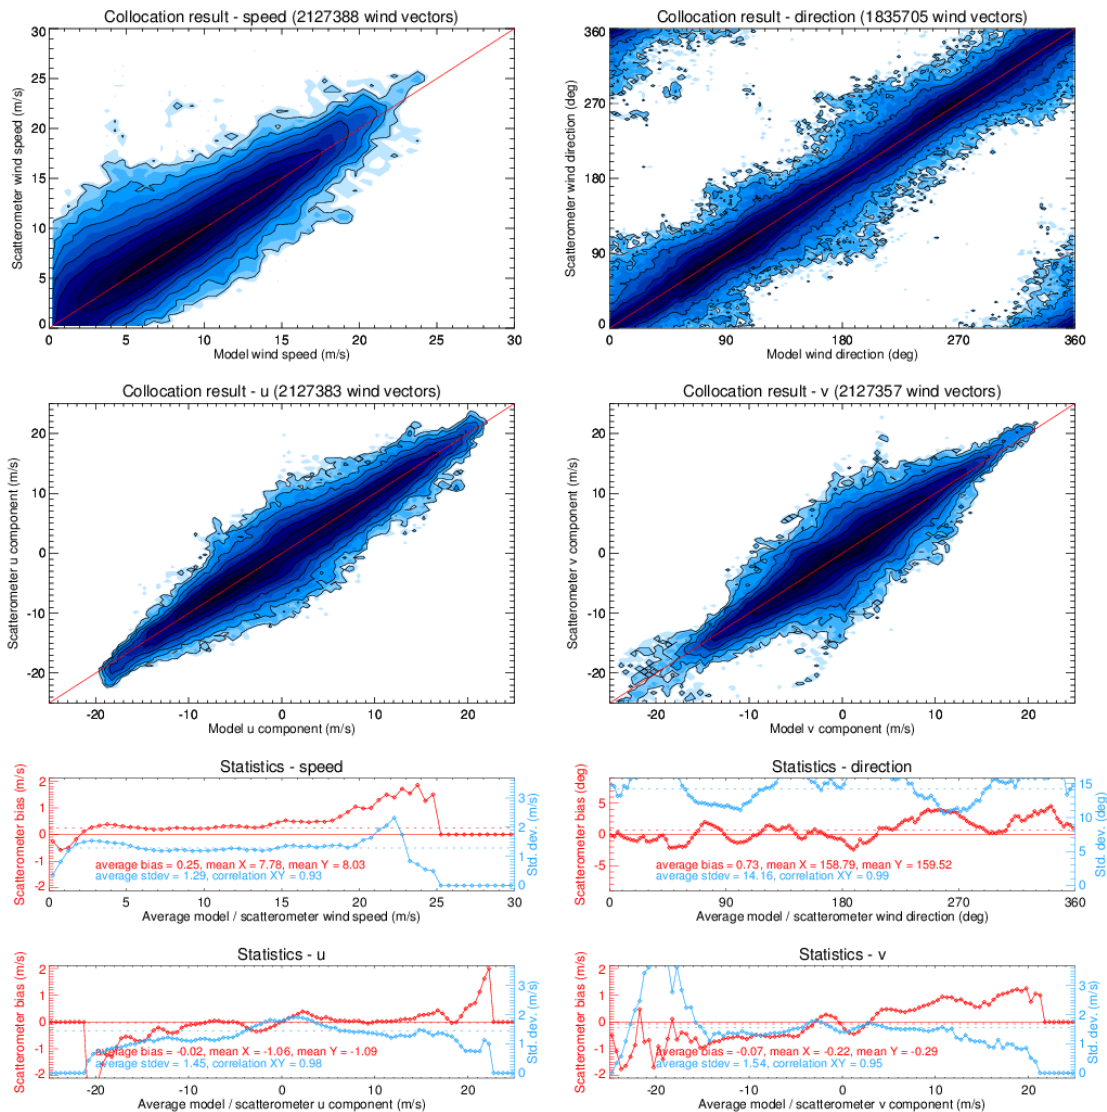 Collocation result - speed (2127388 wind vectors)
30
25
20
15
10
5
0
Scatterometer wind speed (m/s)
0 5 10 15 20 25 30
Model wind speed (m/s)
Collocation result - direction (1835705 wind vectors)
360
270
180
90
0
Scatterometer wind direction (deg)
0 90 180 270 360
Model wind direction (deg)
Collocation result - u (2127383 wind vectors)
20
10
0
-10
-20
Scatterometer u component (m/s)
-20 -10 0 10 20
Model u component (m/s)
Collocation result - v (2127357 wind vectors)
20
10
0
-10
-20
Scatterometer v component (m/s)
-20 -10 0 10 20
Model v component (m/s)
Statistics - speed
2
1
0
-1
-2
Scatterometer bias (m/s)
3
2
1
0
Std. dev. (m/s)
average bias = 0.25, mean X = 7.78, mean Y = 8.03
average stdev = 1.29, correlation XY = 0.93
0 5 10 15 20 25 30
Average model / scatterometer wind speed (m/s)
Statistics - direction
5
0
-5
Scatterometer bias (deg)
15
10
5
0
Std. dev. (deg)
average bias = 0.73, mean X = 158.79, mean Y = 159.52
average stdev = 14.16, correlation XY = 0.99
0 90 180 270 360
Average model / scatterometer wind direction (deg)
Statistics - u
2
1
0
-1
-2
Scatterometer bias (m/s)
3
2
1
0
Std. dev. (m/s)
average bias = -0.02, mean X = -1.06, mean Y = -1.09
average stdev = 1.45, correlation XY = 0.98
-20 -10 0 10 20
Average model / scatterometer u component (m/s)
Statistics - v
2
1
0
-1
-2
Scatterometer bias (m/s)
3
2
1
0
Std. dev. (m/s)
average bias = -0.07, mean X = -0.22, mean Y = -0.29
average stdev = 1.54, correlation XY = 0.95
-20 -10 0 10 20
Average model / scatterometer v component (m/s)